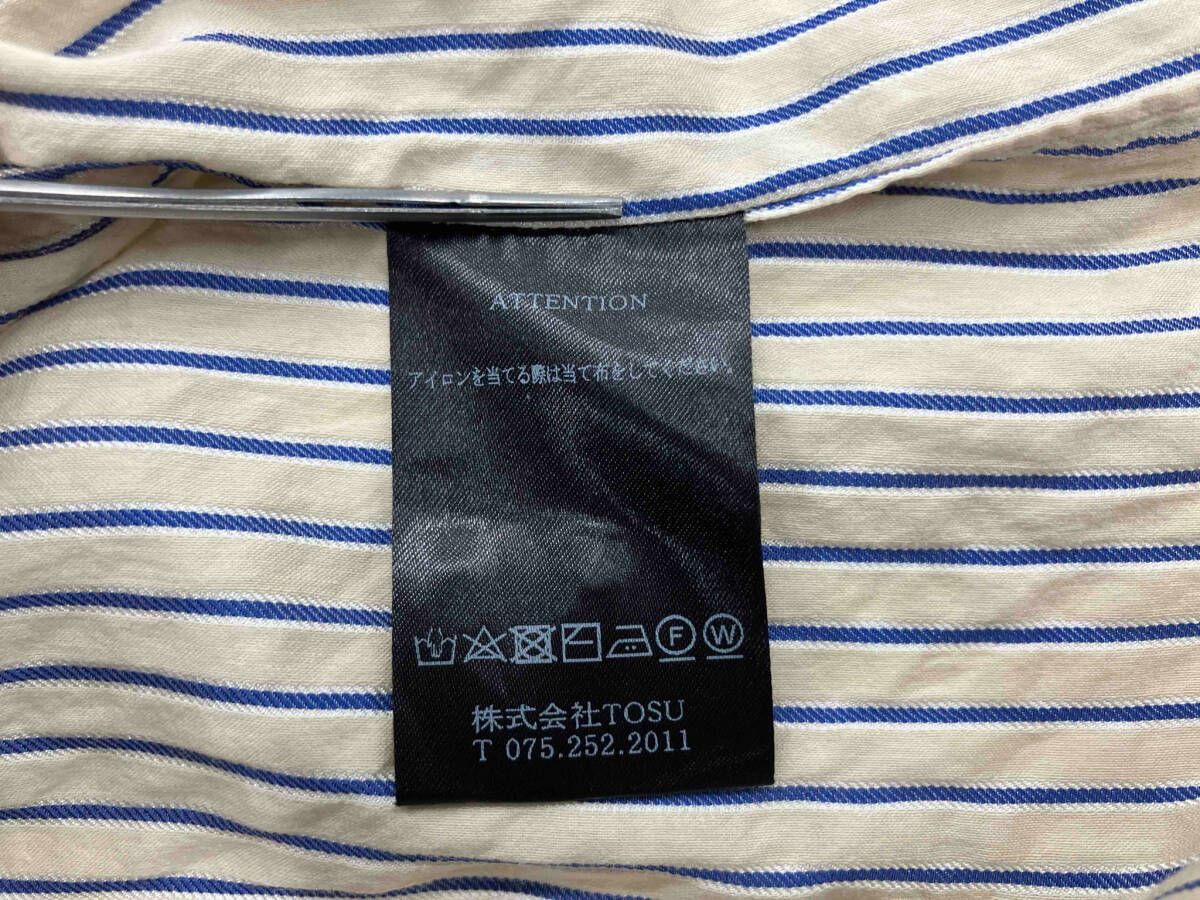 ATTENTION
アイロンを当てる際は当て布をしてください。
F W
株式会社TOSU
T 075.252.2011